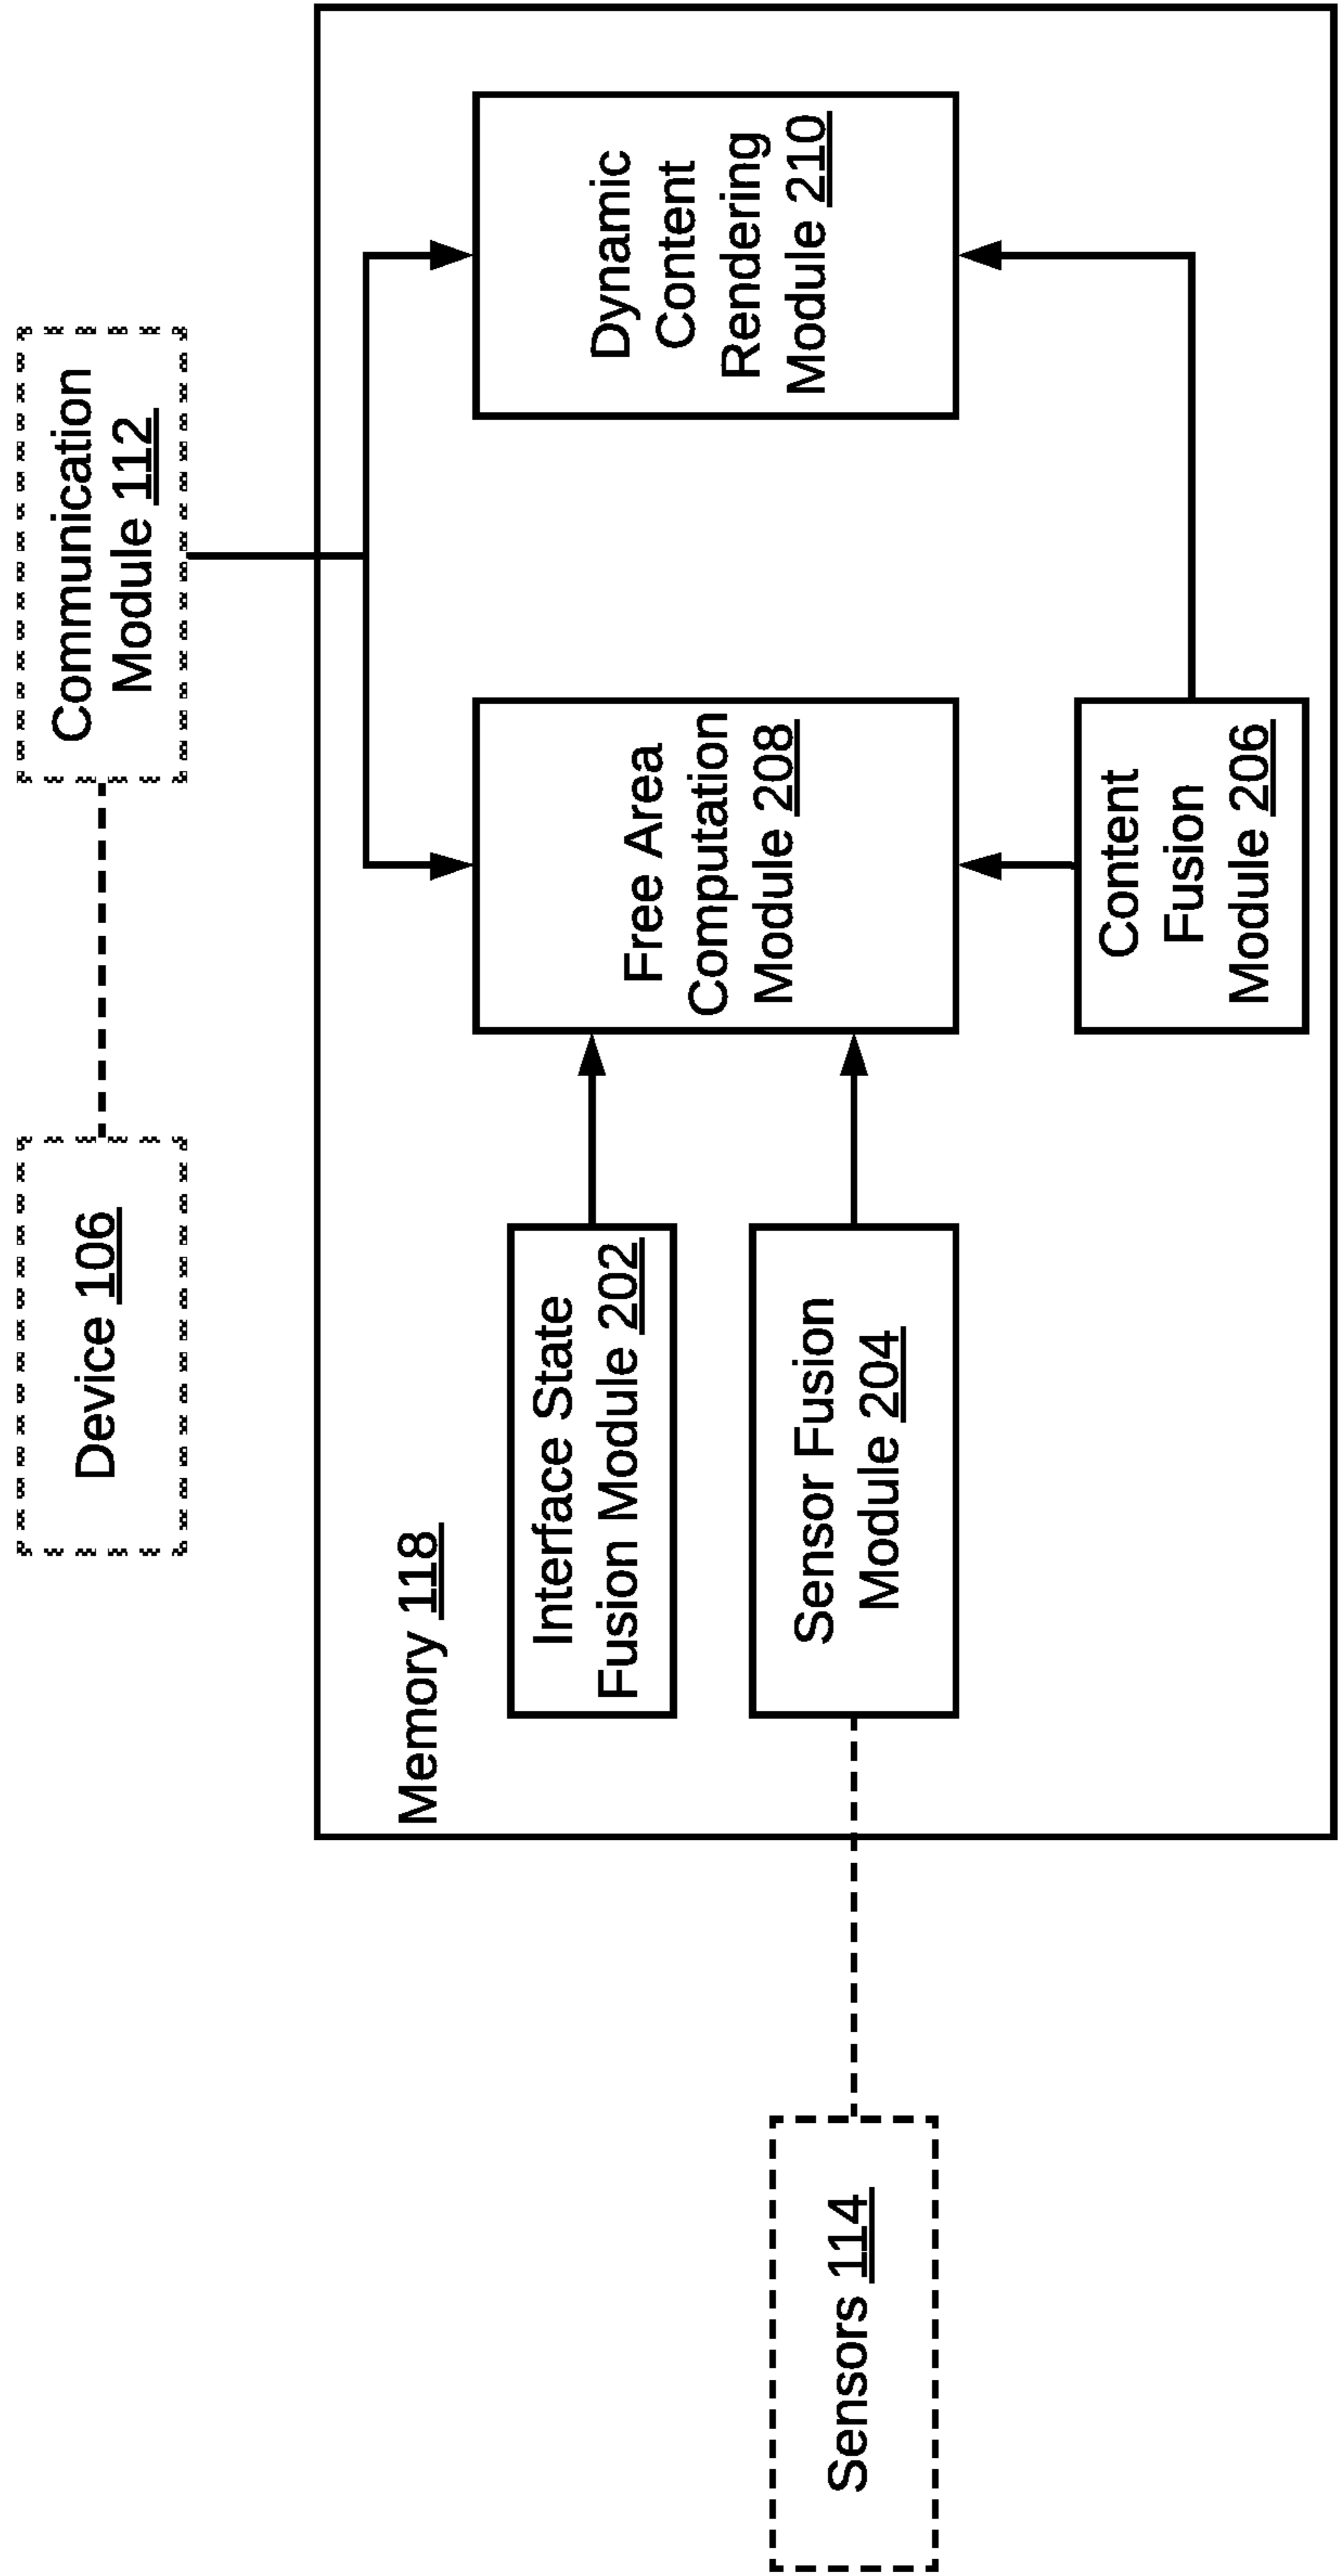 Device 106
Communication
Module 112
Memory 118
Interface State
Fusion Module 202
Free Area
Computation
Module 208
Dynamic
Content
Rendering
Module 210
Sensors 114
Sensor Fusion
Module 204
Content
Fusion
Module 206